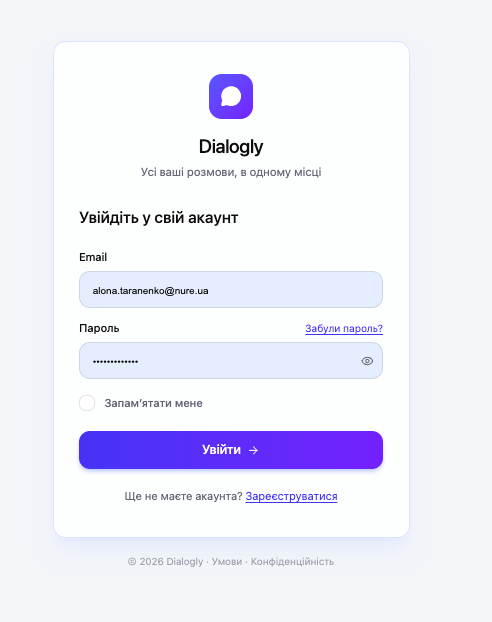 Dialogly
Усі ваші розмови, в одному місці
Увійдіть у свій акаунт
Email
alona.taranenko@nure.ua
Пароль Забули пароль?
•••••••••••••
Запам'ятати мене
Увійти →
Ще не маєте акаунта? Зареєструватися
© 2026 Dialogly · Умови · Конфіденційність